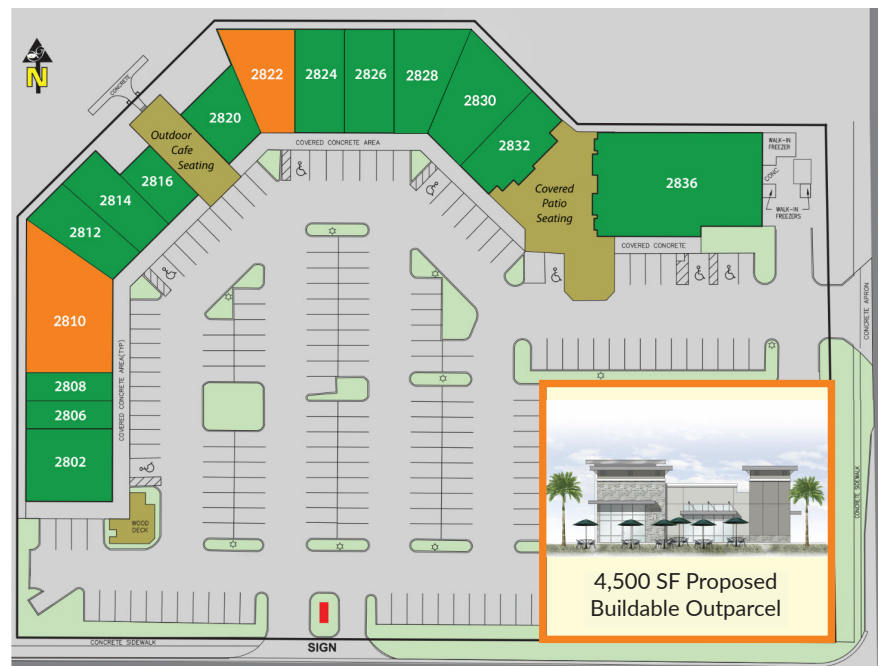 N
CONCRETE
2822
2824
2826
2828
2830
2832
2820
Outdoor
Cafe
Seating
COVERED CONCRETE AREA
2836
WALK-IN
FREEZER
CONC
WALK-IN
FREEZERS
2816
2814
2812
Covered
Patio
Seating
COVERED CONCRETE
2810
CONCRETE APRON
COVERED CONCRETE AREA(TYP)
2808
2806
2802
WOOD
DECK
CONCRETE SIDEWALK
4,500 SF Proposed
Buildable Outparcel
CONCRETE SIDEWALK
SIGN